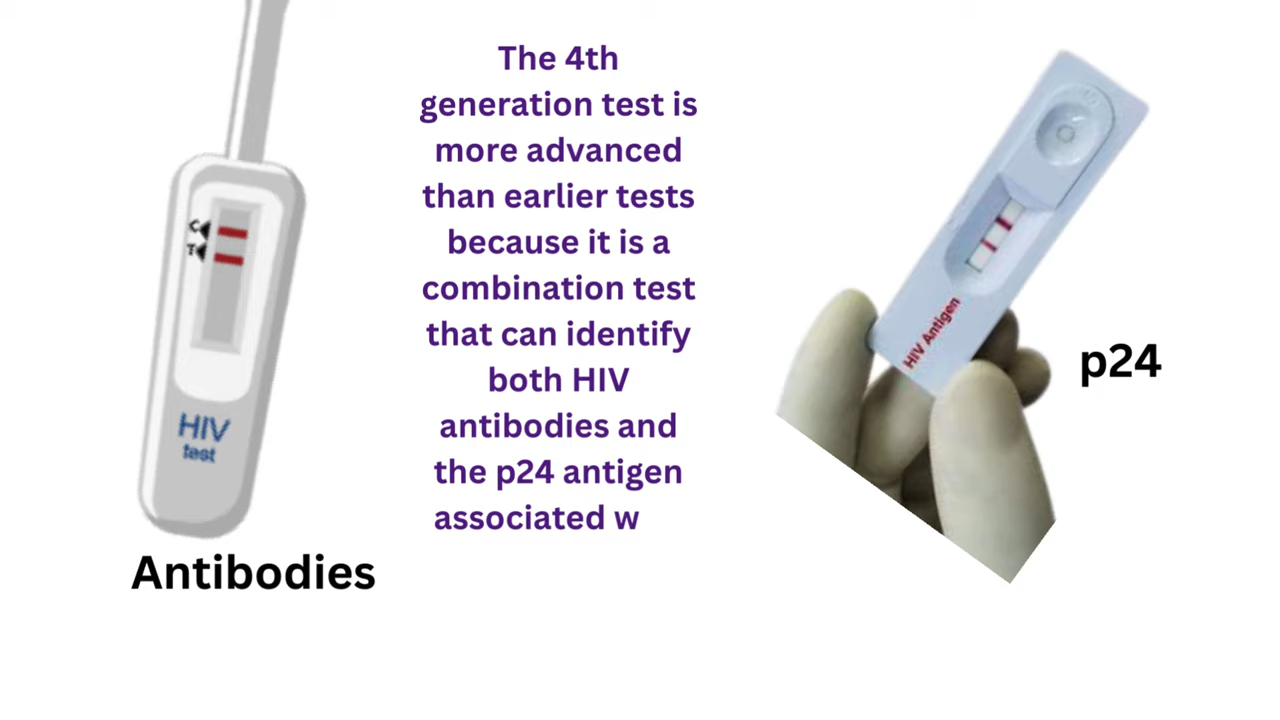 The 4th
generation test is
more advanced
than earlier tests
because it is a
combination test
that can identify
both HIV
antibodies and
the p24 antigen
associated w
C
T
HIV
test
Antibodies
HIV Antigen
p24